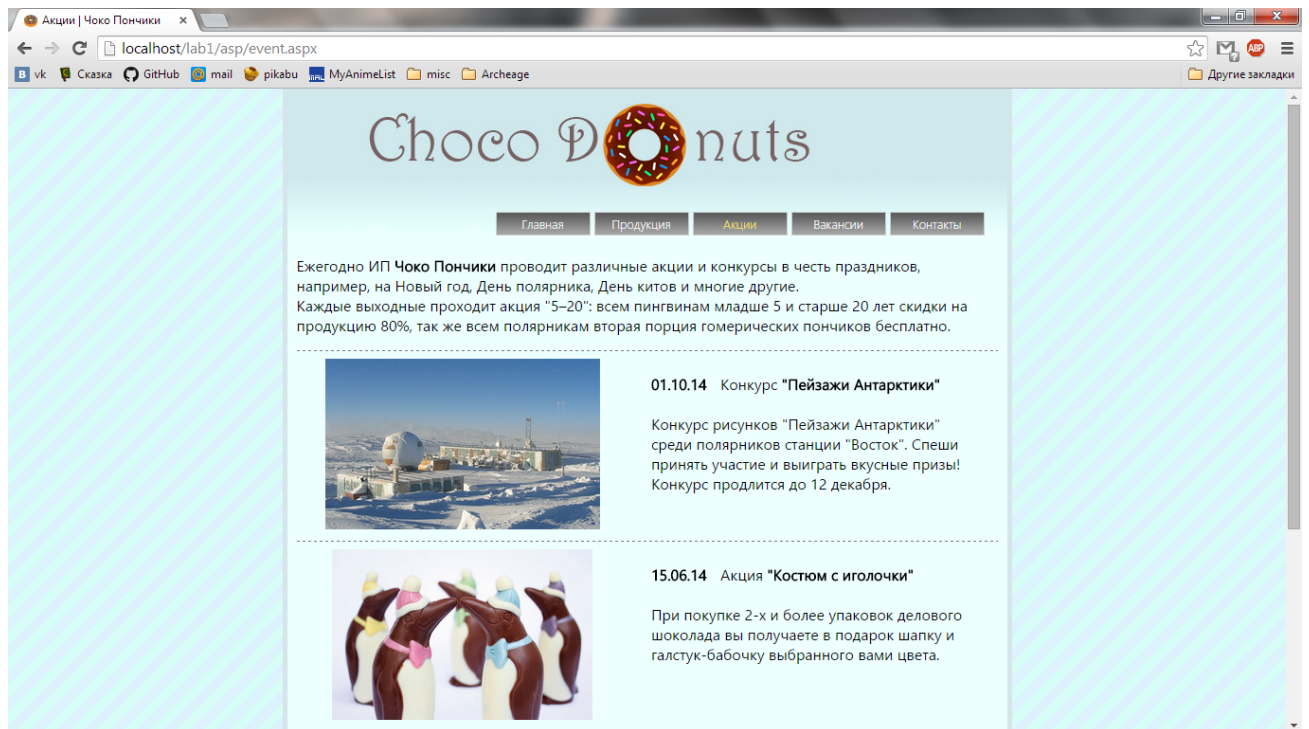 Акции | Чоко Пончики
localhost/lab1/asp/event.aspx
vk Сказка GitHub mail pikabu MyAnimeList misc Archeage Другие закладки
Choco Donuts
Главная Продукция Акции Вакансии Контакты
Ежегодно ИП Чоко Пончики проводит различные акции и конкурсы в честь праздников,
например, на Новый год, День полярника, День китов и многие другие.
Каждые выходные проходит акция "5–20": всем пингвинам младше 5 и старше 20 лет скидки на
продукцию 80%, так же всем полярникам вторая порция гомерических пончиков бесплатно.
01.10.14 Конкурс "Пейзажи Антарктики"
Конкурс рисунков "Пейзажи Антарктики"
среди полярников станции "Восток". Спеши
принять участие и выиграть вкусные призы!
Конкурс продлится до 12 декабря.
15.06.14 Акция "Костюм с иголочки"
При покупке 2-х и более упаковок делового
шоколада вы получаете в подарок шапку и
галстук-бабочку выбранного вами цвета.